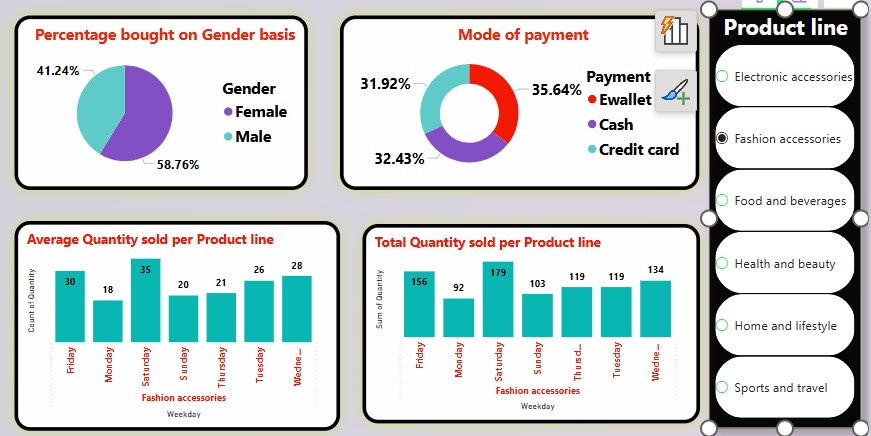 Percentage bought on Gender basis
41.24%
58.76%
Gender
Female
Male
Mode of payment
31.92%
35.64%
32.43%
Payment
Ewallet
Cash
Credit card
Product line
Electronic accessories
Fashion accessories
Food and beverages
Health and beauty
Home and lifestyle
Sports and travel
Average Quantity sold per Product line
Count of Quantity
30
18
35
20
21
26
28
Friday
Monday
Saturday
Sunday
Thursday
Tuesday
Wedne...
Fashion accessories
Weekday
Total Quantity sold per Product line
Sum of Quantity
156
92
179
103
119
119
134
Friday
Monday
Saturday
Sunday
Thursd...
Tuesday
Wedne...
Fashion accessories
Weekday